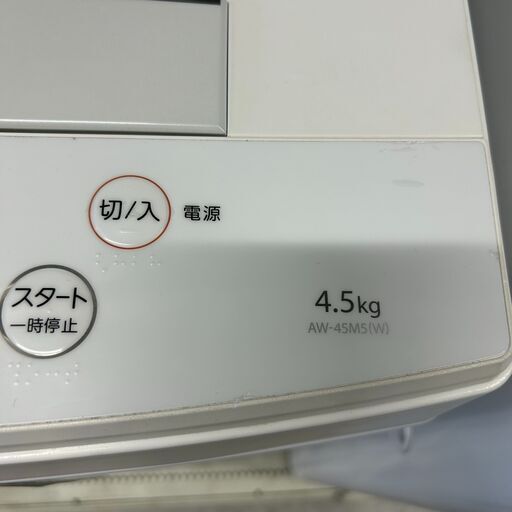 切/入 電源
スタート
一時停止
4.5kg
AW-45M5(W)